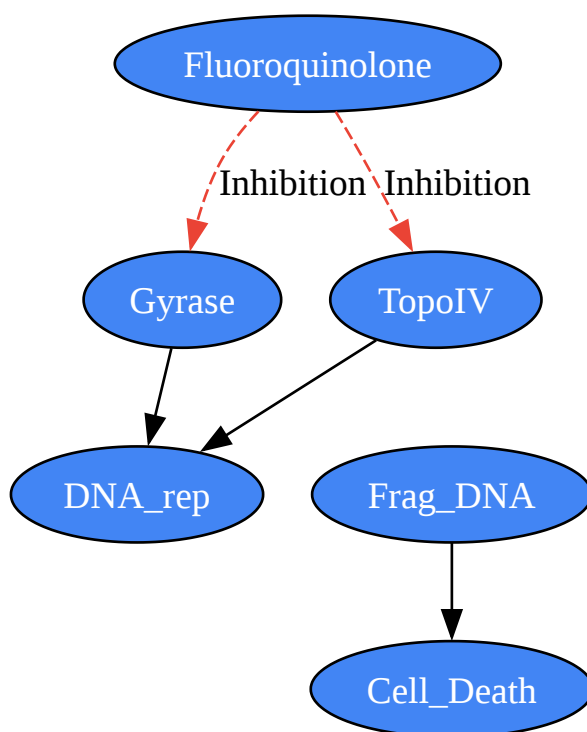 Fluoroquinolone
Inhibition Inhibition
Gyrase TopoIV
DNA_rep Frag_DNA
Cell_Death